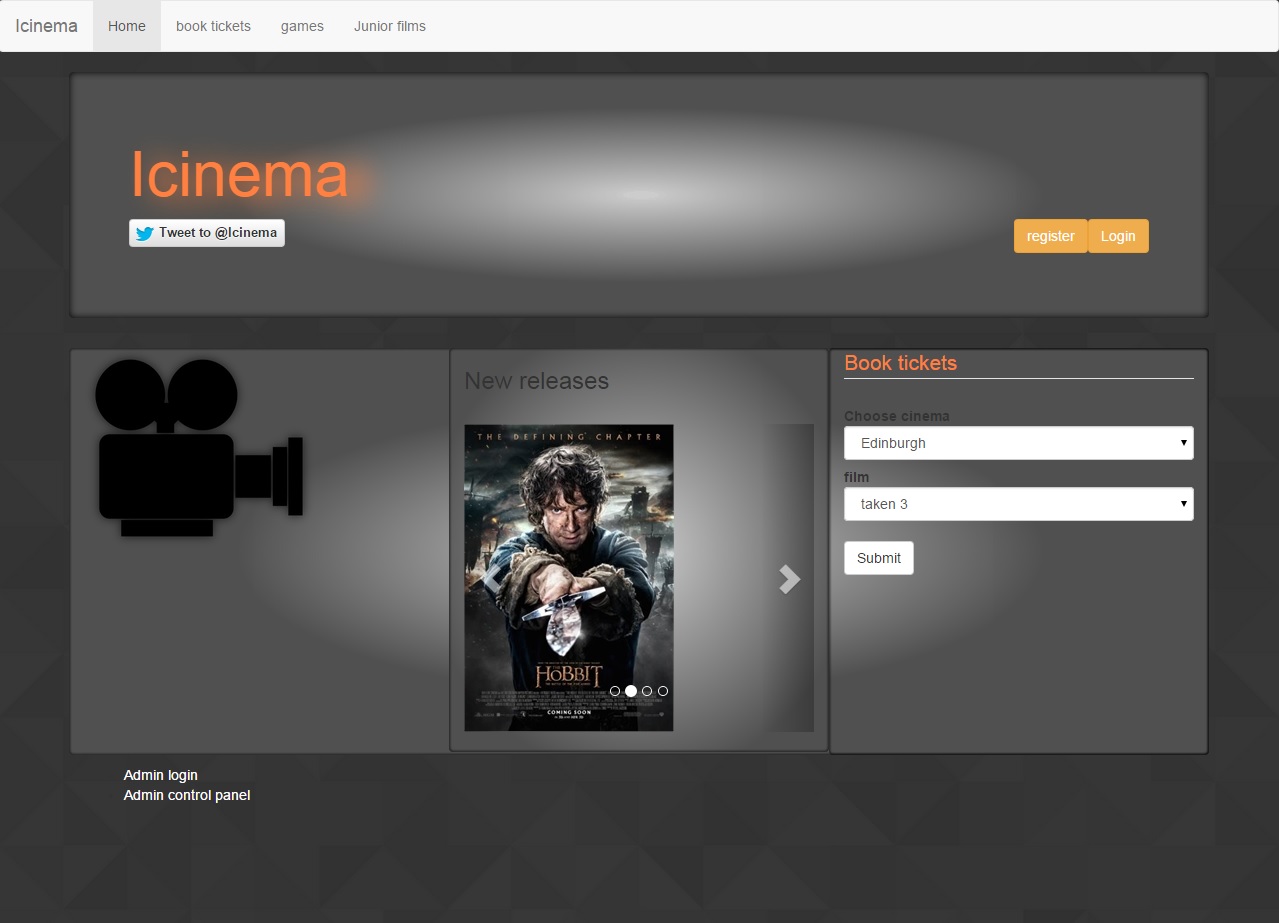 Icinema Home book tickets games Junior films
Icinema
Tweet to @Icinema
register Login
New releases
THE DEFINING CHAPTER
THE HOBBIT
COMING SOON
Book tickets
Choose cinema
Edinburgh
film
taken 3
Submit
Admin login
Admin control panel